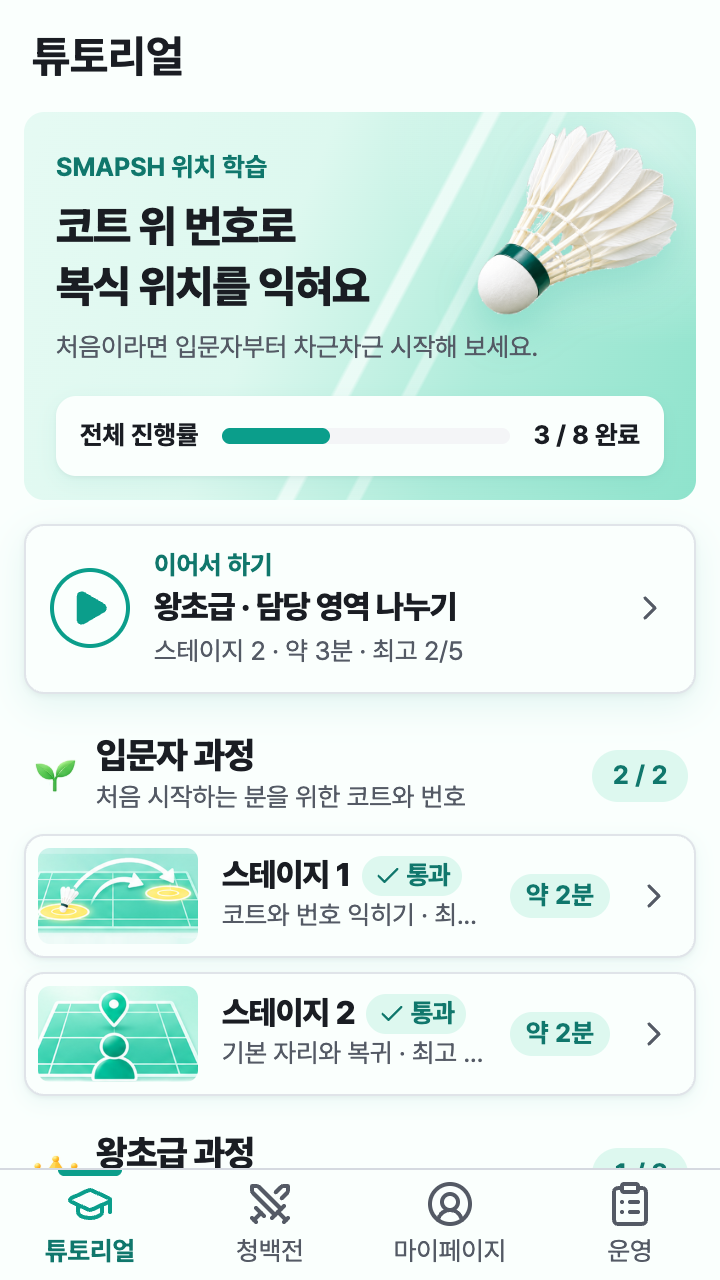 튜토리얼
SMAPSH 위치 학습
코트 위 번호로
복식 위치를 익혀요
처음이라면 입문자부터 차근차근 시작해 보세요.
전체 진행률 3 / 8 완료
이어서 하기
왕초급 · 담당 영역 나누기
스테이지 2 · 약 3분 · 최고 2/5
입문자 과정
처음 시작하는 분을 위한 코트와 번호
2 / 2
스테이지 1 통과
코트와 번호 익히기 · 최...
약 2분
스테이지 2 통과
기본 자리와 복귀 · 최고 ...
약 2분
왕초급 과정
튜토리얼 청백전 마이페이지 운영